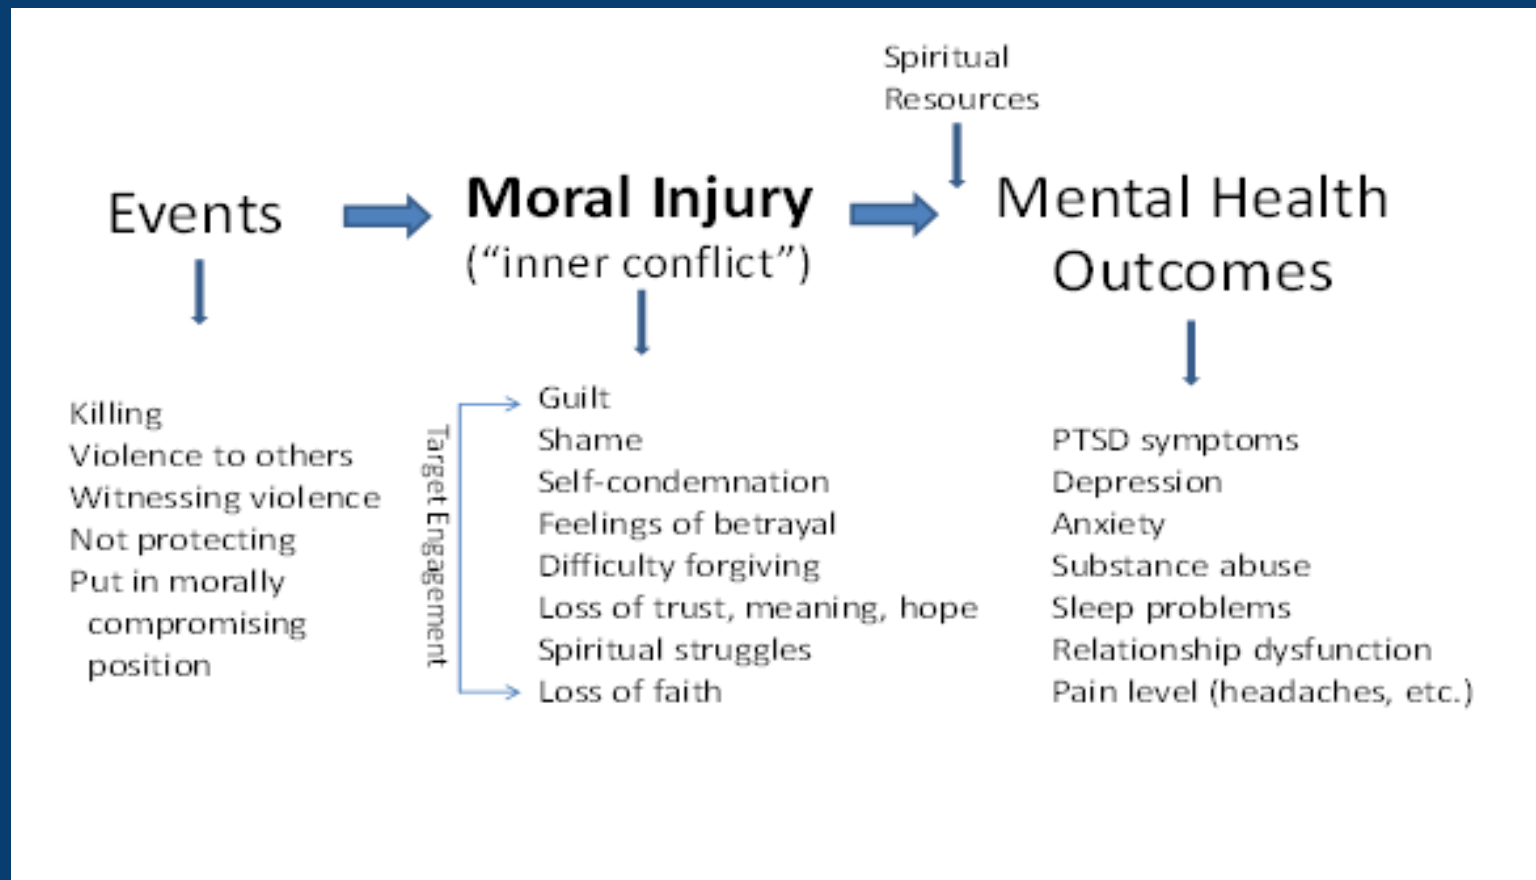 Spiritual
Resources
Events
Moral Injury
(“inner conflict”)
Mental Health
Outcomes
Killing
Violence to others
Witnessing violence
Not protecting
Put in morally
compromising
position
Target Engagement
Guilt
Shame
Self-condemnation
Feelings of betrayal
Difficulty forgiving
Loss of trust, meaning, hope
Spiritual struggles
Loss of faith
PTSD symptoms
Depression
Anxiety
Substance abuse
Sleep problems
Relationship dysfunction
Pain level (headaches, etc.)